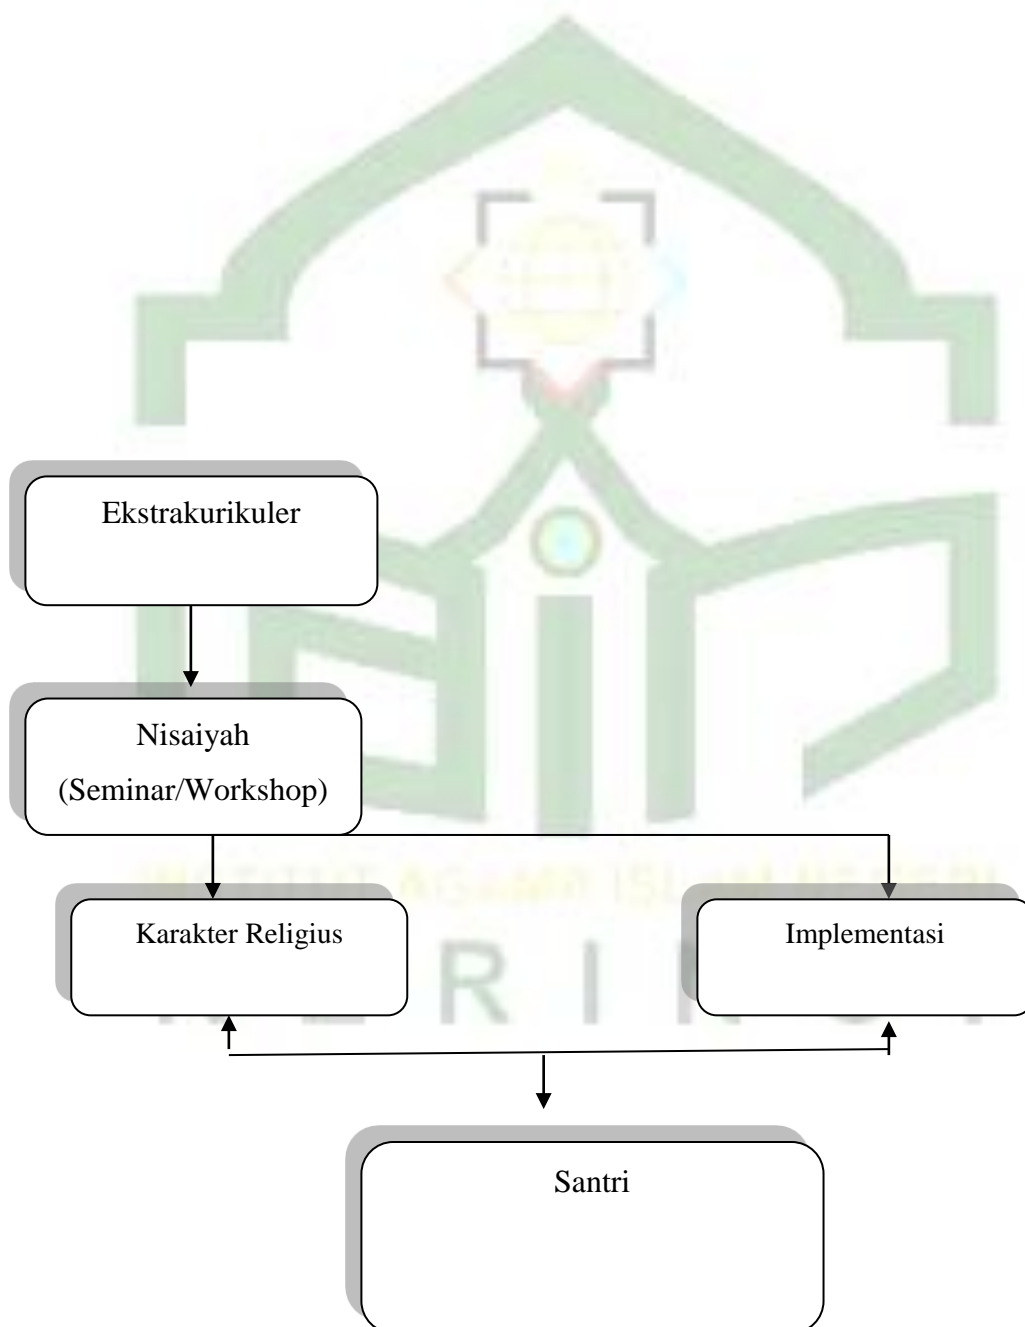 Ekstrakurikuler
Nisaiyah
(Seminar/Workshop)
Karakter Religius
Implementasi
Santri